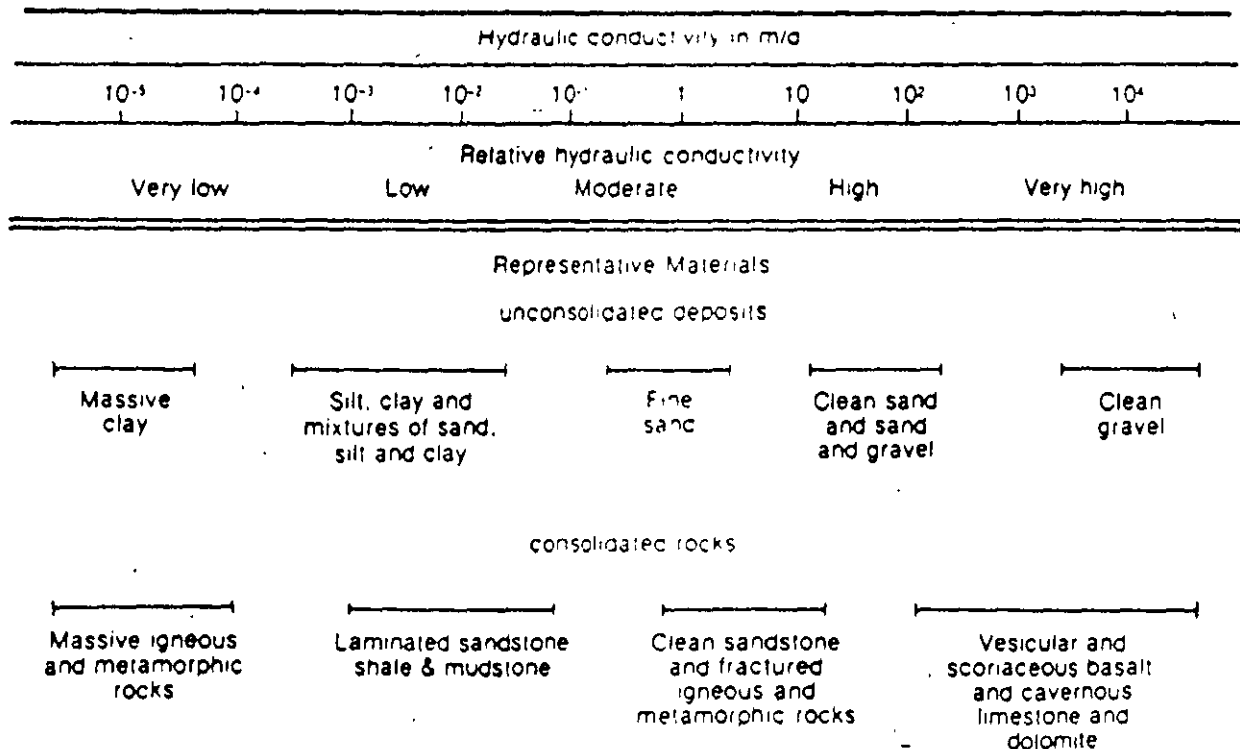 Hydraulic conductivity in m/d
10⁻⁵ 10⁻⁴ 10⁻³ 10⁻² 10⁻¹ 1 10 10² 10³ 10⁴
Relative hydraulic conductivity
Very low Low Moderate High Very high
Representative Materials
unconsolidated deposits
Massive clay
Silt, clay and
mixtures of sand,
silt and clay
Fine
sand
Clean sand
and sand
and gravel
Clean
gravel
consolidated rocks
Massive igneous
and metamorphic
rocks
Laminated sandstone
shale & mudstone
Clean sandstone
and fractured
igneous and
metamorphic rocks
Vesicular and
scoriaceous basalt
and cavernous
limestone and
dolomite